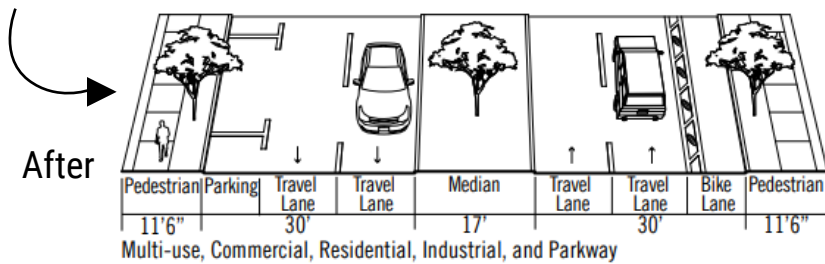 After
Pedestrian Parking Travel Lane Travel Lane Median Travel Lane Travel Lane Bike Lane Pedestrian
11'6” 30’ 17’ 30’ 11'6”
Multi-use, Commercial, Residential, Industrial, and Parkway